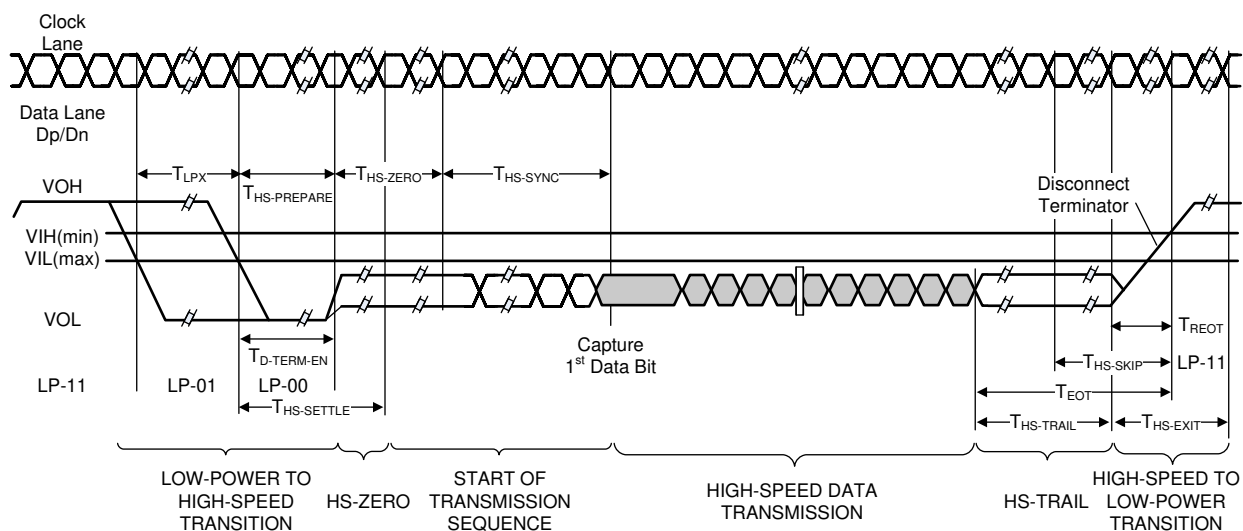 Clock
Lane
Data Lane
Dp/Dn
TLPX
THS-PREPARE
THS-ZERO
THS-SYNC
Disconnect
Terminator
VOH
VIH(min)
VIL(max)
VOL
TD-TERM-EN
Capture
1st Data Bit
TREOT
THS-SKIP
LP-11
LP-11
LP-01
LP-00
TEOT
THS-SETTLE
THS-TRAIL
THS-EXIT
LOW-POWER TO
HIGH-SPEED
TRANSITION
HS-ZERO
START OF
TRANSMISSION
SEQUENCE
HIGH-SPEED DATA
TRANSMISSION
HS-TRAIL
HIGH-SPEED TO
LOW-POWER
TRANSITION